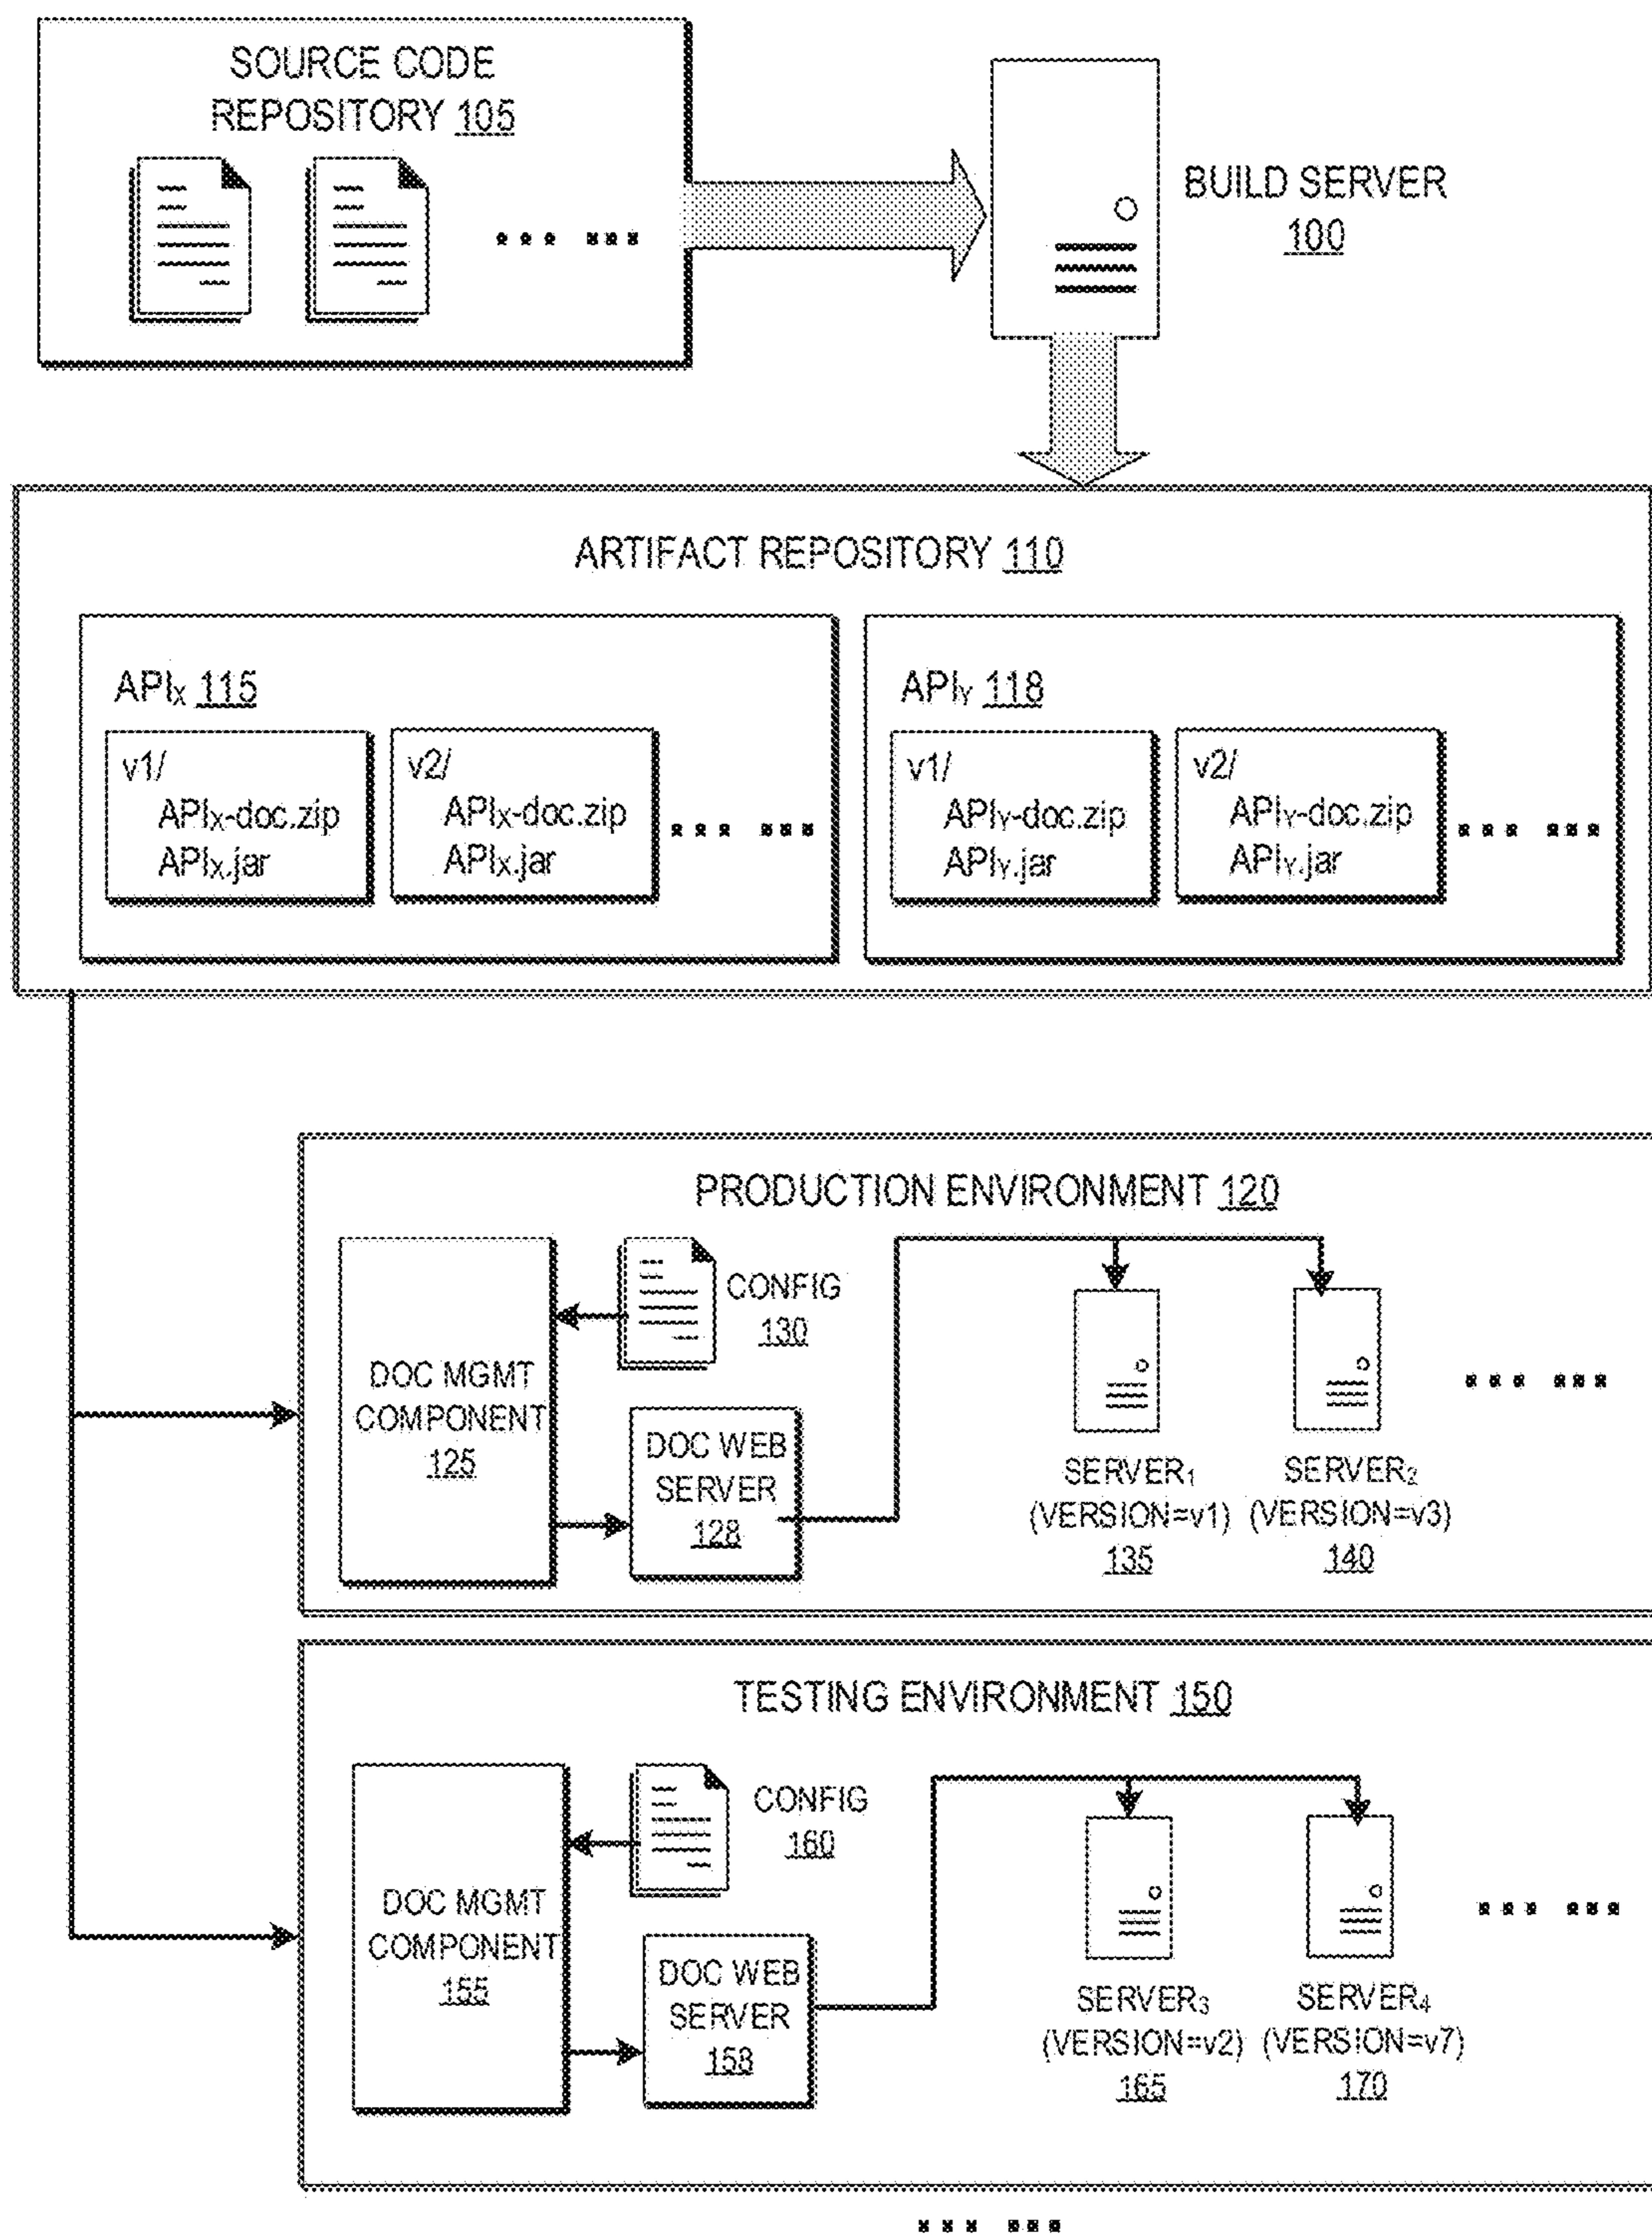 SOURCE CODE
REPOSITORY 105
BUILD SERVER
100
ARTIFACT REPOSITORY 110
APIX 115
v1/
APIX-doc.zip
APIX.jar
v2/
APIX-doc.zip
APIX.jar
APIY 118
v1/
APIY-doc.zip
APIY.jar
v2/
APIY-doc.zip
APIY.jar
PRODUCTION ENVIRONMENT 120
DOC MGMT
COMPONENT
125
CONFIG
130
DOC WEB
SERVER
128
SERVER1
(VERSION=v1)
135
SERVER2
(VERSION=v3)
140
TESTING ENVIRONMENT 150
DOC MGMT
COMPONENT
155
CONFIG
160
DOC WEB
SERVER
158
SERVER3
(VERSION=v2)
165
SERVER4
(VERSION=v7)
170